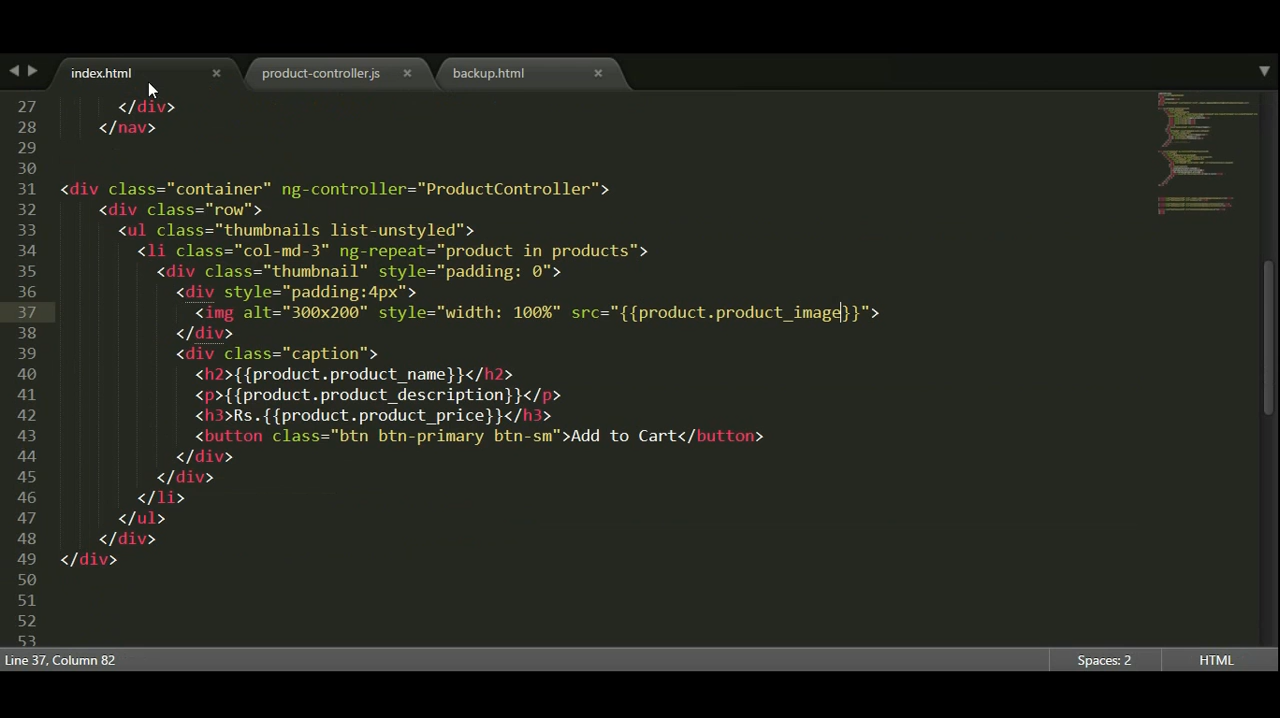 index.html × product-controller.js × backup.html ×
27 </div>
28 </nav>
29
30
31 <div class="container" ng-controller="ProductController">
32 <div class="row">
33 <ul class="thumbnails list-unstyled">
34 <li class="col-md-3" ng-repeat="product in products">
35 <div class="thumbnail" style="padding: 0">
36 <div style="padding:4px">
37 <img alt="300x200" style="width: 100%" src="{{product.product_image}}">
38 </div>
39 <div class="caption">
40 <h2>{{product.product_name}}</h2>
41 <p>{{product.product_description}}</p>
42 <h3>Rs.{{product.product_price}}</h3>
43 <button class="btn btn-primary btn-sm">Add to Cart</button>
44 </div>
45 </div>
46 </li>
47 </ul>
48 </div>
49 </div>
50
51
52
53
Line 37, Column 82 Spaces: 2 HTML